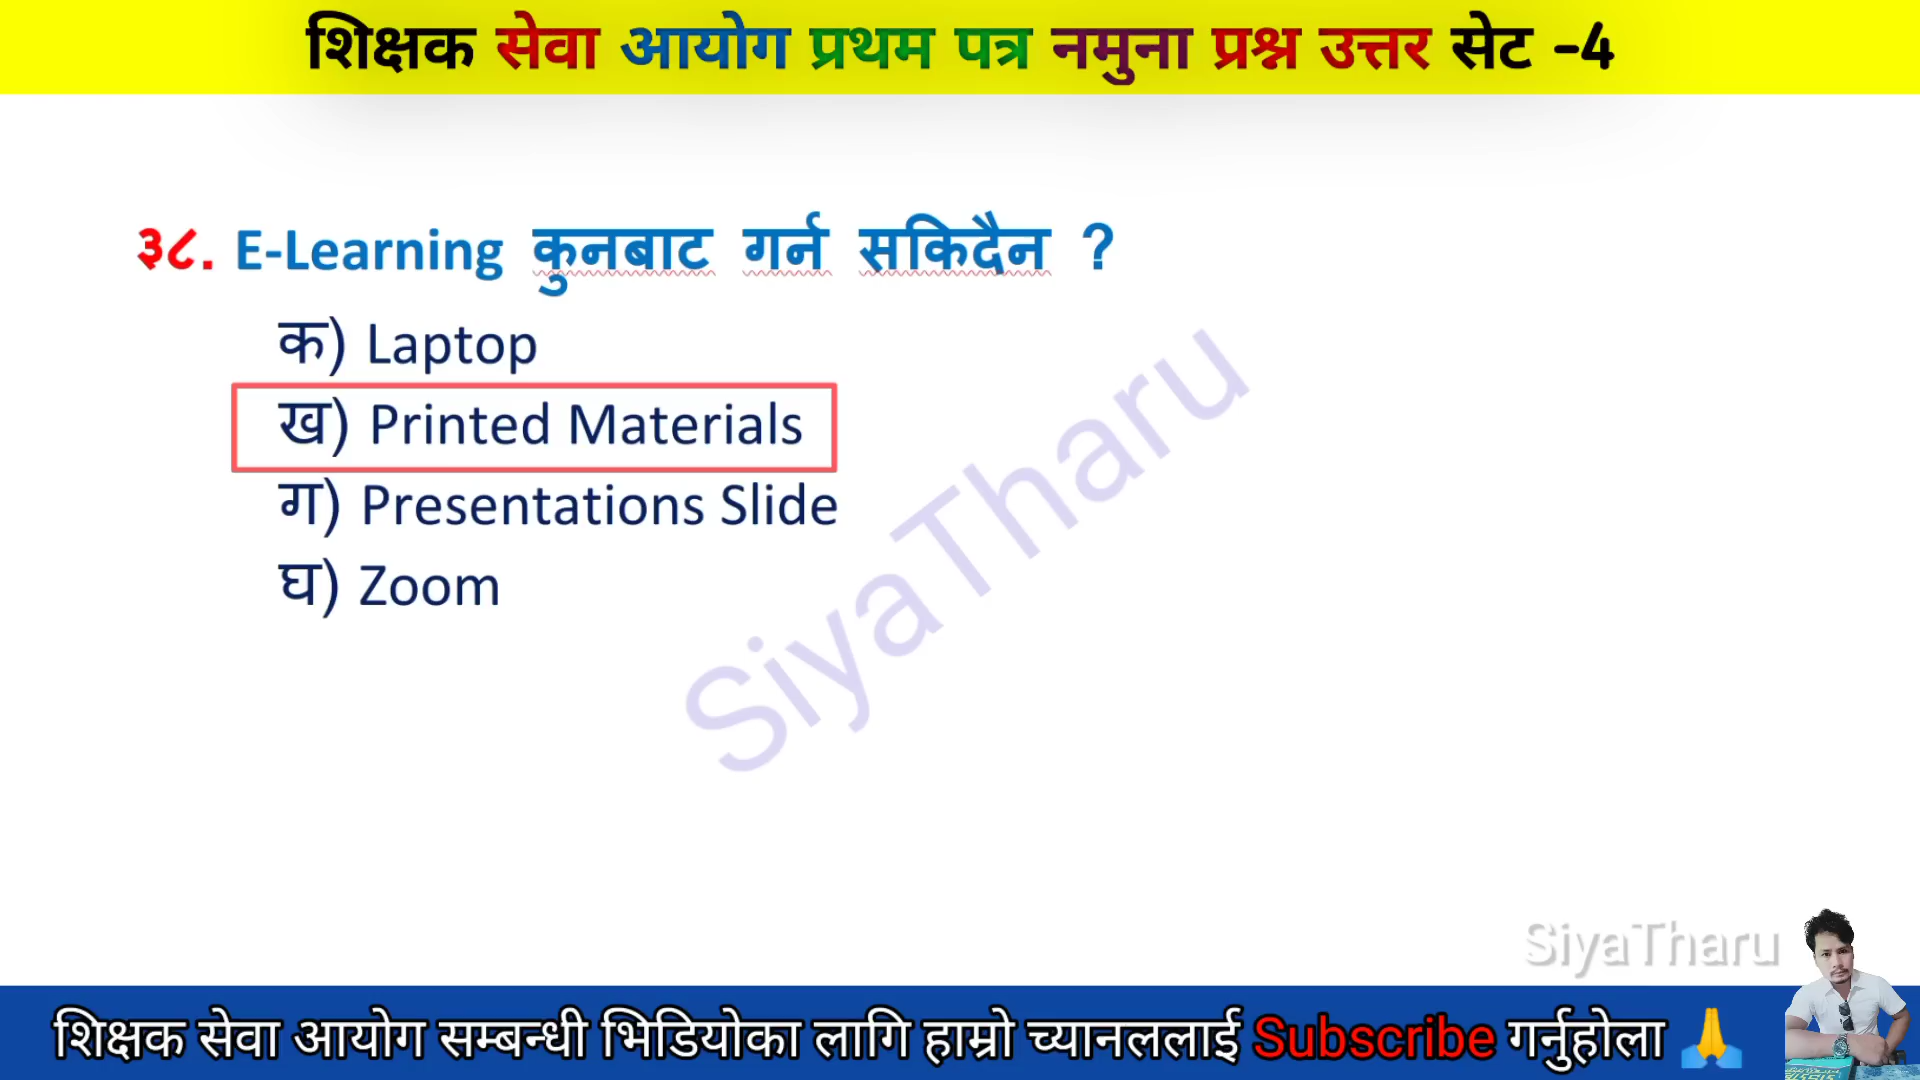 शिक्षक सेवा आयोग प्रथम पत्र नमुना प्रश्न उत्तर सेट -4
३८. E-Learning कुनबाट गर्न सकिदैन ?
क) Laptop
ख) Printed Materials
ग) Presentations Slide
घ) Zoom
SiyaTharu
SiyaTharu
शिक्षक सेवा आयोग सम्बन्धी भिडियोका लागि हाम्रो च्यानललाई Subscribe गर्नुहोला 🙏